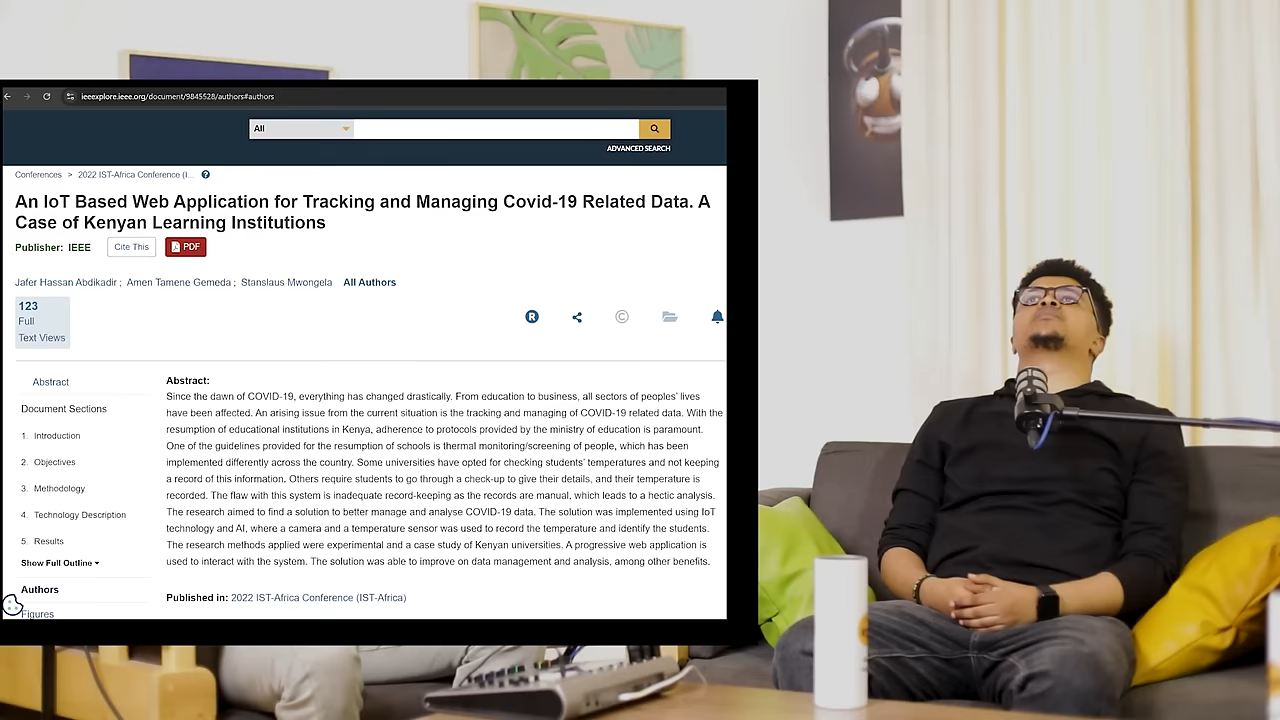 ieeexplore.ieee.org/document/9845528/authors#authors
All
ADVANCED SEARCH
Conferences > 2022 IST-Africa Conference (I...
An IoT Based Web Application for Tracking and Managing Covid-19 Related Data. A
Case of Kenyan Learning Institutions
Publisher: IEEE Cite This PDF
Jafer Hassan Abdikadir ; Amen Tamene Gemeda ; Stanslaus Mwongela All Authors
123
Full
Text Views
R
©
Abstract
Document Sections
1. Introduction
2. Objectives
3. Methodology
4. Technology Description
5. Results
Show Full Outline
Authors
Figures
Abstract:
Since the dawn of COVID-19, everything has changed drastically. From education to business, all sectors of peoples' lives
have been affected. An arising issue from the current situation is the tracking and managing of COVID-19 related data. With the
resumption of educational institutions in Kenya, adherence to protocols provided by the ministry of education is paramount.
One of the guidelines provided for the resumption of schools is thermal monitoring/screening of people, which has been
implemented differently across the country. Some universities have opted for checking students' temperatures and not keeping
a record of this information. Others require students to go through a check-up to give their details, and their temperature is
recorded. The flaw with this system is inadequate record-keeping as the records are manual, which leads to a hectic analysis.
The research aimed to find a solution to better manage and analyse COVID-19 data. The solution was implemented using IoT
technology and AI, where a camera and a temperature sensor was used to record the temperature and identify the students.
The research methods applied were experimental and a case study of Kenyan universities. A progressive web application is
used to interact with the system. The solution was able to improve on data management and analysis, among other benefits.
Published in: 2022 IST-Africa Conference (IST-Africa)